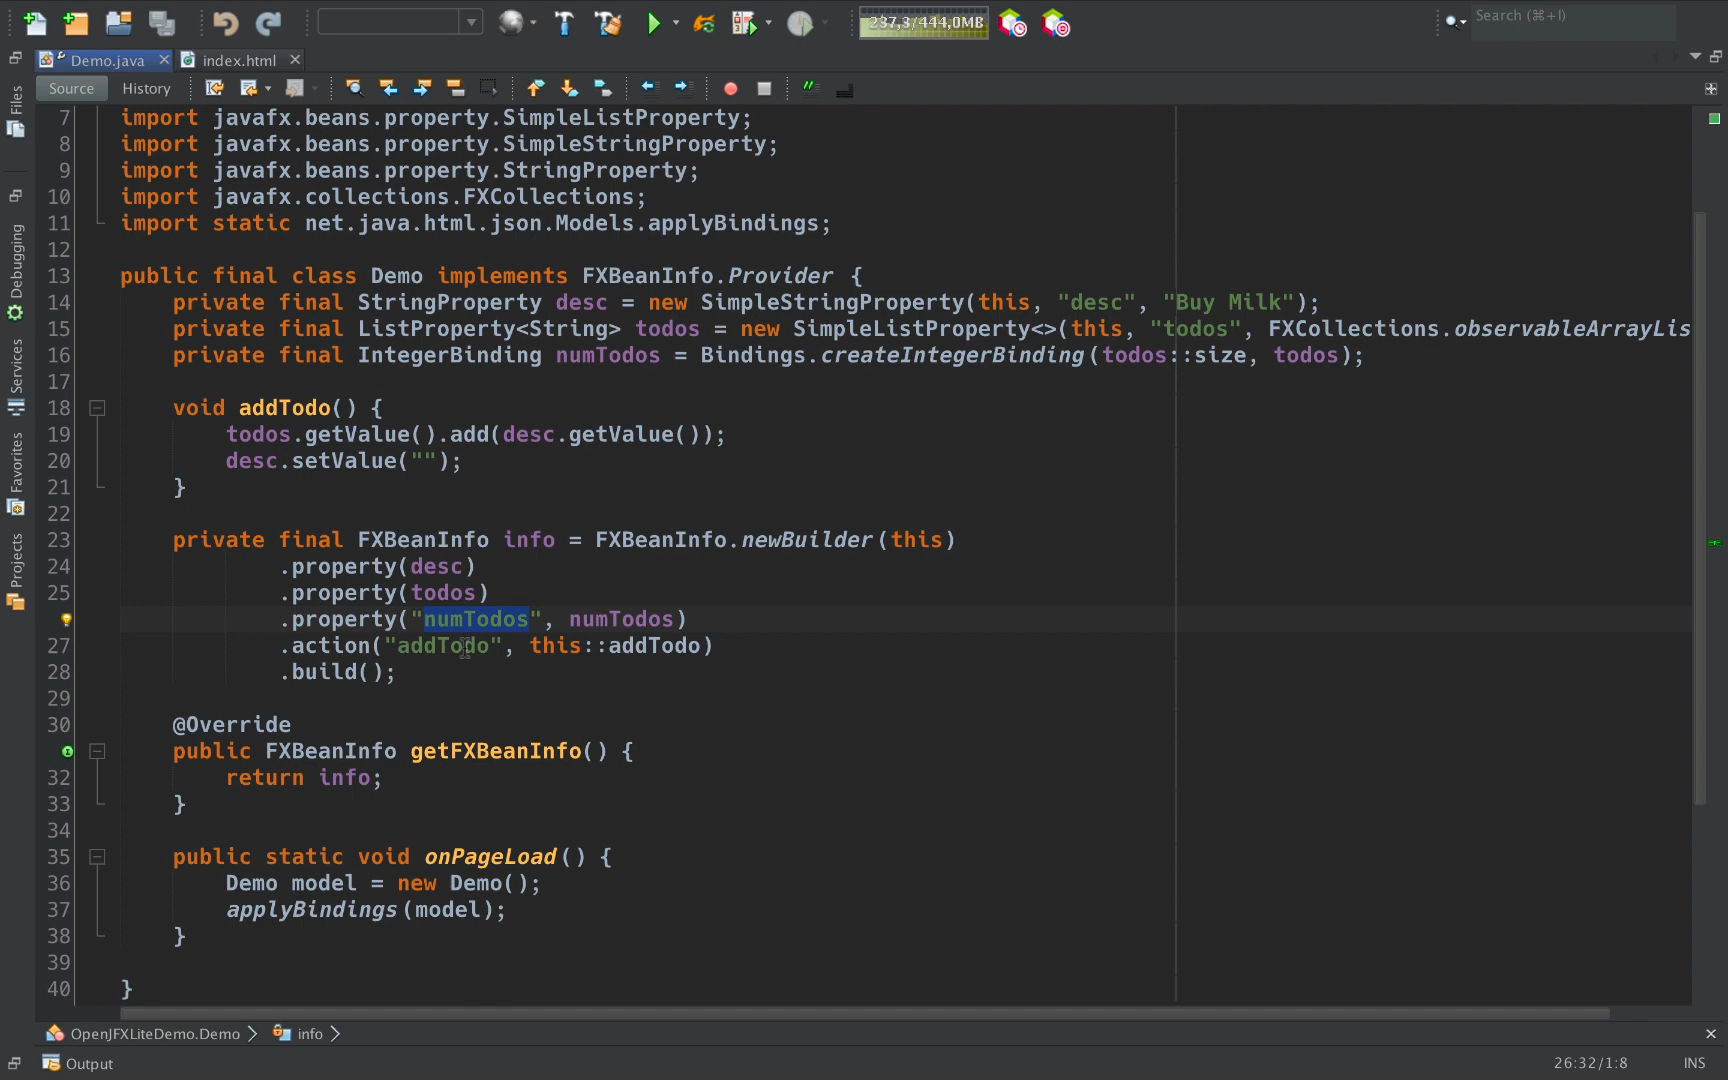 237,3/444,0MB
Search (⌘+I)
Demo.java
index.html
Source
History
Files
Debugging
Services
Favorites
Projects
7 import javafx.beans.property.SimpleListProperty;
8 import javafx.beans.property.SimpleStringProperty;
9 import javafx.beans.property.StringProperty;
10 import javafx.collections.FXCollections;
11 import static net.java.html.json.Models.applyBindings;
12
13 public final class Demo implements FXBeanInfo.Provider {
14 private final StringProperty desc = new SimpleStringProperty(this, "desc", "Buy Milk");
15 private final ListProperty<String> todos = new SimpleListProperty<>(this, "todos", FXCollections.observableArrayLis
16 private final IntegerBinding numTodos = Bindings.createIntegerBinding(todos::size, todos);
17
18 void addTodo() {
19 todos.getValue().add(desc.getValue());
20 desc.setValue("");
21 }
22
23 private final FXBeanInfo info = FXBeanInfo.newBuilder(this)
24 .property(desc)
25 .property(todos)
.property("numTodos", numTodos)
27 .action("addTodo", this::addTodo)
28 .build();
29
30 @Override
public FXBeanInfo getFXBeanInfo() {
32 return info;
33 }
34
35 public static void onPageLoad() {
36 Demo model = new Demo();
37 applyBindings(model);
38 }
39
40 }
OpenJFXLiteDemo.Demo
info
Output
26:32/1:8
INS